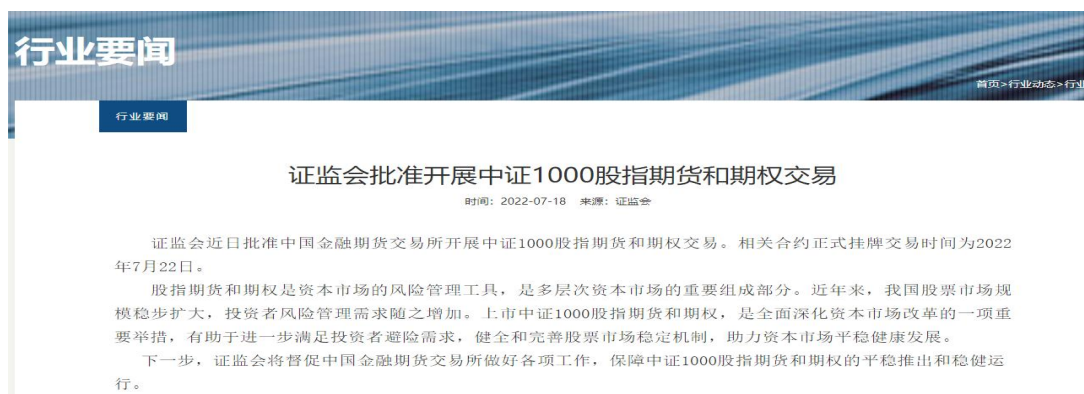 行业要闻
首页>行业动态>行业
行业要闻
证监会批准开展中证1000股指期货和期权交易
时间：2022-07-18 来源：证监会
证监会近日批准中国金融期货交易所开展中证1000股指期货和期权交易。相关合约正式挂牌交易时间为2022
年7月22日。
股指期货和期权是资本市场的风险管理工具，是多层次资本市场的重要组成部分。近年来，我国股票市场规
模稳步扩大，投资者风险管理需求随之增加。上市中证1000股指期货和期权，是全面深化资本市场改革的一项重
要举措，有助于进一步满足投资者避险需求，健全和完善股票市场稳定机制，助力资本市场平稳健康发展。
下一步，证监会将督促中国金融期货交易所做好各项工作，保障中证1000股指期货和期权的平稳推出和稳健运
行。